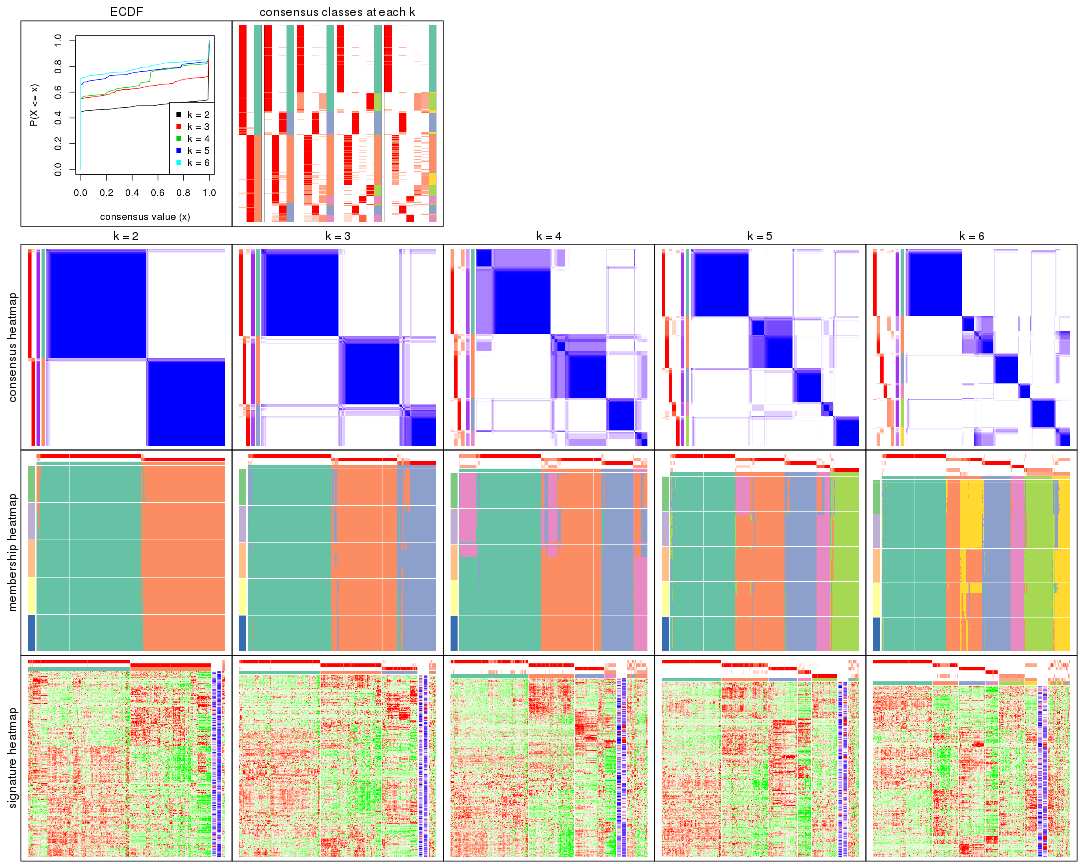 ECDF
consensus classes at each k
P(X <= x)
0.0 0.2 0.4 0.6 0.8 1.0
k = 2
k = 3
k = 4
k = 5
k = 6
0.0 0.2 0.4 0.6 0.8 1.0
consensus value (x)
k = 2
k = 3
k = 4
k = 5
k = 6
consensus heatmap
membership heatmap
signature heatmap